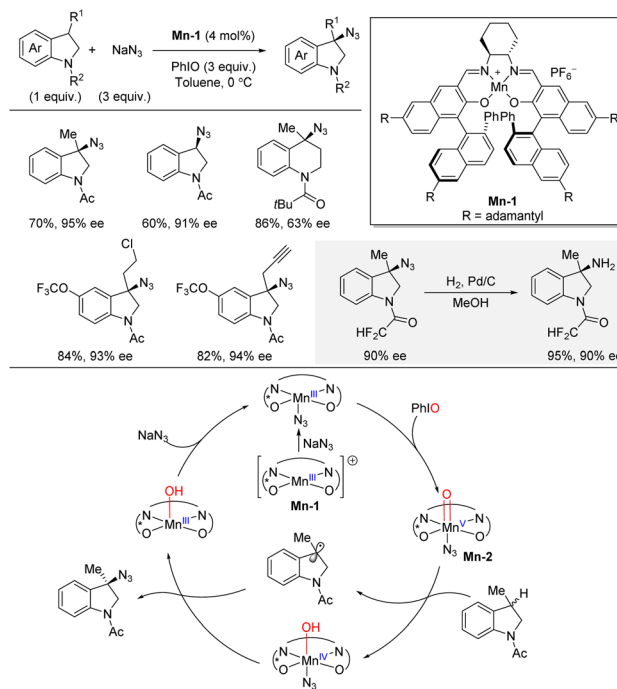 R¹
Ar
N
R²
(1 equiv.)
+
NaN₃
(3 equiv.)
Mn-1 (4 mol%)
PhIO (3 equiv.)
Toluene, 0 °C
R¹
N₃
Ar
N
R²
N N
+
Mn
O O
PF₆⁻
R R
PhPh
R R
Mn-1
R = adamantyl
Me N₃
N
Ac
70%, 95% ee
N₃
N
Ac
60%, 91% ee
Me N₃
N
O
tBu
86%, 63% ee
Cl
F₃CO
N₃
N
Ac
84%, 93% ee
F₃CO
N₃
N
Ac
82%, 94% ee
Me
N₃
N
O
CHF₂
90% ee
H₂, Pd/C
MeOH
Me
NH₂
N
O
CHF₂
95%, 90% ee
N N
* Mn III
O O
N₃
NaN₃
N N
* Mn III
O O
+
Mn-1
PhIO
O
N N
* Mn V
O O
N₃
Mn-2
Me H
N
Ac
OH
N N
* Mn IV
O O
N₃
Me
N
Ac
Me N₃
N
Ac
OH
N N
* Mn III
O O
NaN₃